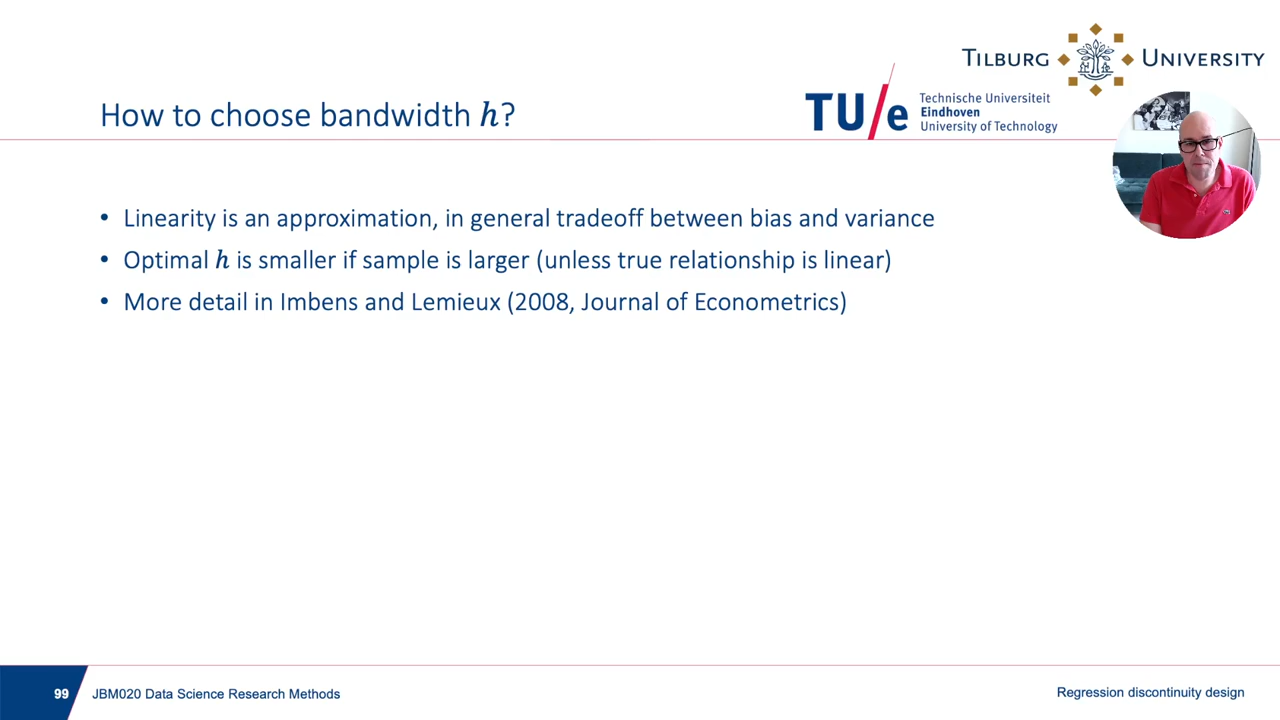 TILBURG UNIVERSITY
TU/e Technische Universiteit
Eindhoven
University of Technology
How to choose bandwidth h?
• Linearity is an approximation, in general tradeoff between bias and variance
• Optimal h is smaller if sample is larger (unless true relationship is linear)
• More detail in Imbens and Lemieux (2008, Journal of Econometrics)
99 JBM020 Data Science Research Methods
Regression discontinuity design